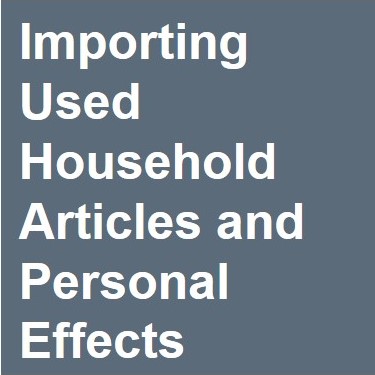 Importing
Used
Household
Articles and
Personal
Effects